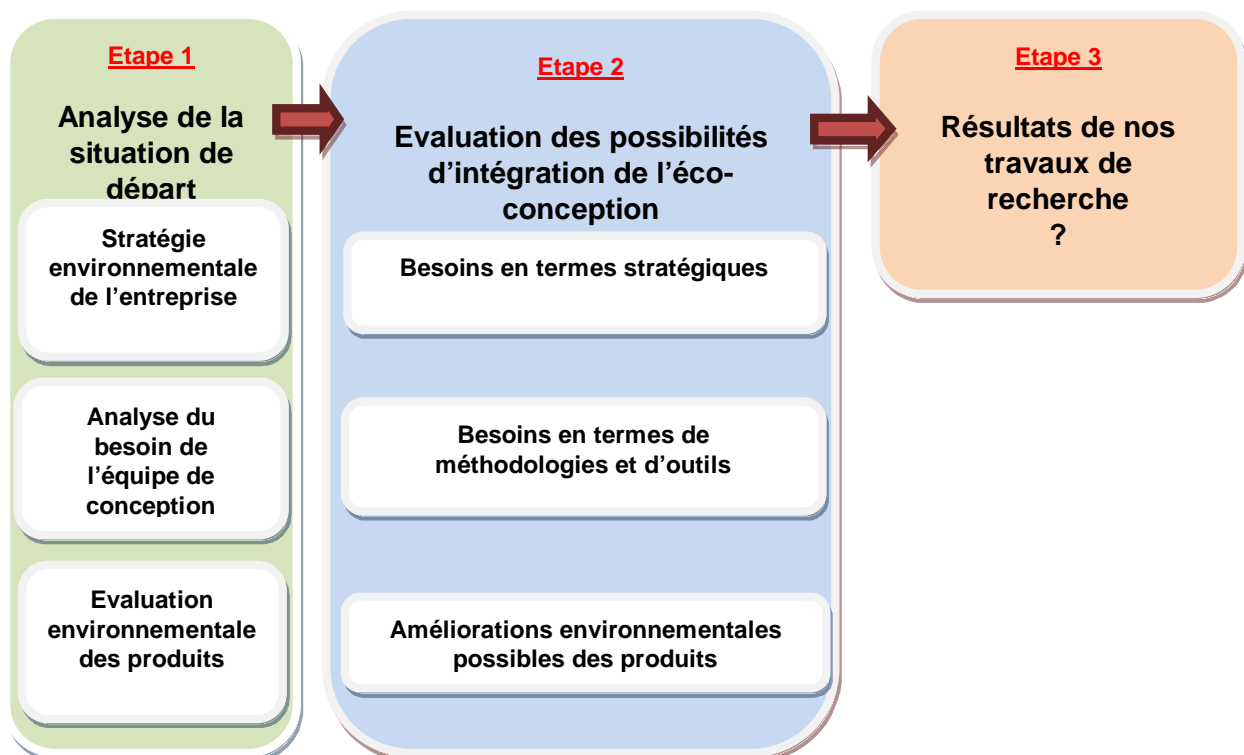 Etape 1
Analyse de la
situation de
départ
Stratégie
environnementale
de l’entreprise
Analyse du
besoin de
l’équipe de
conception
Evaluation
environnementale
des produits
Etape 2
Evaluation des possibilités
d’intégration de l’éco-
conception
Besoins en termes stratégiques
Besoins en termes de
méthodologies et d’outils
Améliorations environnementales
possibles des produits
Etape 3
Résultats de nos
travaux de
recherche
?